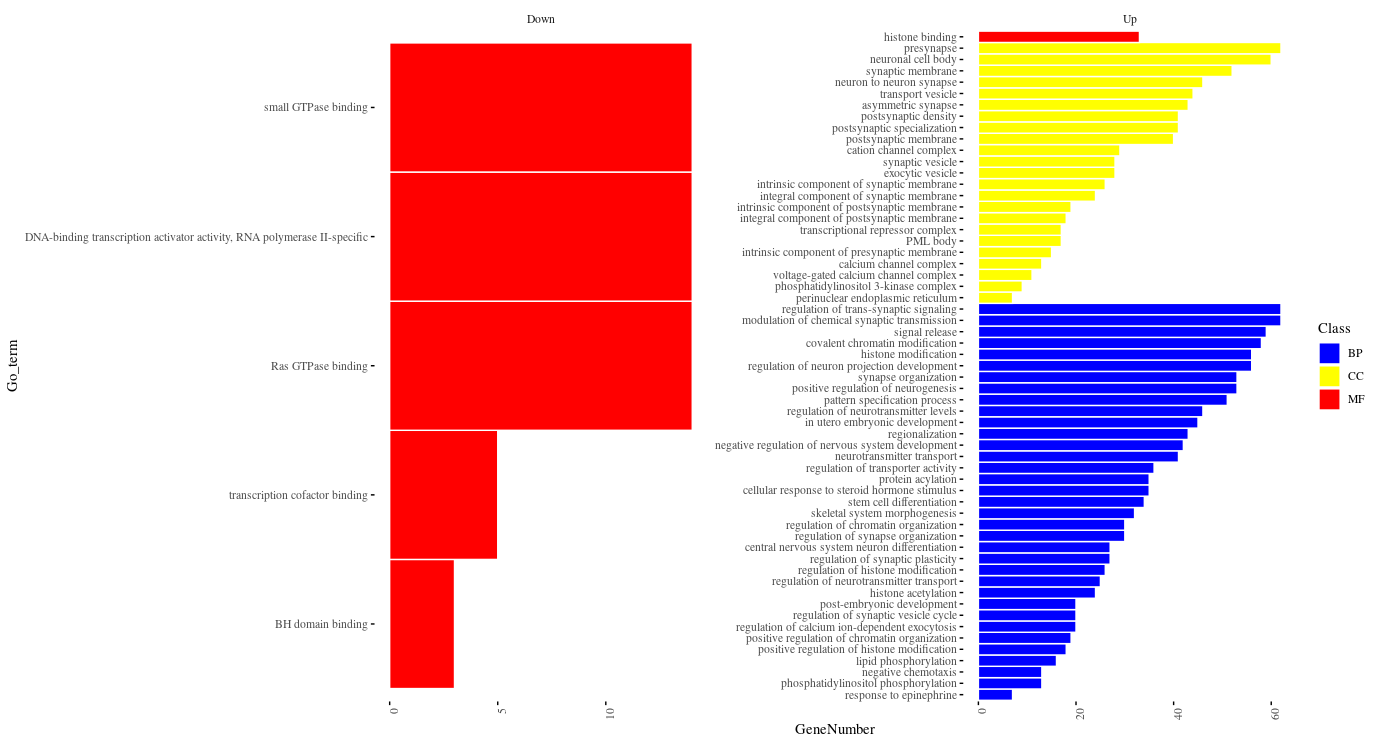 Down
Up
Go_term
small GTPase binding
DNA-binding transcription activator activity, RNA polymerase II-specific
Ras GTPase binding
transcription cofactor binding
BH domain binding
0
5
10
histone binding
presynapse
neuronal cell body
synaptic membrane
neuron to neuron synapse
transport vesicle
asymmetric synapse
postsynaptic density
postsynaptic specialization
postsynaptic membrane
cation channel complex
synaptic vesicle
exocytic vesicle
intrinsic component of synaptic membrane
integral component of synaptic membrane
intrinsic component of postsynaptic membrane
integral component of postsynaptic membrane
transcriptional repressor complex
PML body
intrinsic component of presynaptic membrane
calcium channel complex
voltage-gated calcium channel complex
phosphatidylinositol 3-kinase complex
perinuclear endoplasmic reticulum
regulation of trans-synaptic signaling
modulation of chemical synaptic transmission
signal release
covalent chromatin modification
histone modification
regulation of neuron projection development
synapse organization
positive regulation of neurogenesis
pattern specification process
regulation of neurotransmitter levels
in utero embryonic development
regionalization
negative regulation of nervous system development
neurotransmitter transport
regulation of transporter activity
protein acylation
cellular response to steroid hormone stimulus
stem cell differentiation
skeletal system morphogenesis
regulation of chromatin organization
regulation of synapse organization
central nervous system neuron differentiation
regulation of synaptic plasticity
regulation of histone modification
regulation of neurotransmitter transport
histone acetylation
post-embryonic development
regulation of synaptic vesicle cycle
regulation of calcium ion-dependent exocytosis
positive regulation of chromatin organization
positive regulation of histone modification
lipid phosphorylation
negative chemotaxis
phosphatidylinositol phosphorylation
response to epinephrine
0
20
40
60
GeneNumber
Class
BP
CC
MF